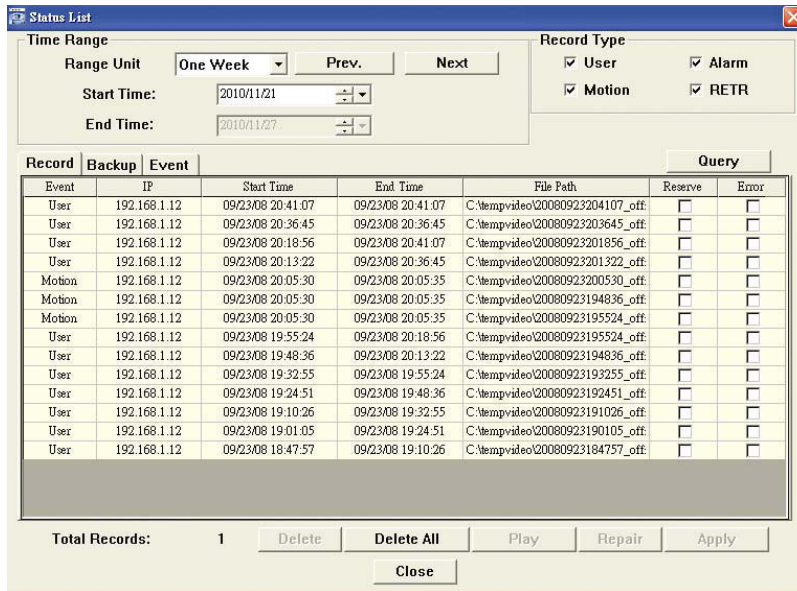 Status List
Time Range
Record Type
Range Unit One Week Prev. Next
User Alarm
Start Time: 2010/11/21
Motion RETR
End Time: 2010/11/27
Record Backup Event Query
Event IP Start Time End Time File Path Reserve Error
User 192.168.1.12 09/23/08 20:41:07 09/23/08 20:41:07 C:\tempvideo\20080923204107_off:
User 192.168.1.12 09/23/08 20:36:45 09/23/08 20:36:45 C:\tempvideo\20080923203645_off:
User 192.168.1.12 09/23/08 20:18:56 09/23/08 20:41:07 C:\tempvideo\20080923201856_off:
User 192.168.1.12 09/23/08 20:13:22 09/23/08 20:36:45 C:\tempvideo\20080923201322_off:
Motion 192.168.1.12 09/23/08 20:05:30 09/23/08 20:05:35 C:\tempvideo\20080923200530_off:
Motion 192.168.1.12 09/23/08 20:05:30 09/23/08 20:05:35 C:\tempvideo\20080923194836_off:
Motion 192.168.1.12 09/23/08 20:05:30 09/23/08 20:05:35 C:\tempvideo\20080923195524_off:
User 192.168.1.12 09/23/08 19:55:24 09/23/08 20:18:56 C:\tempvideo\20080923195524_off:
User 192.168.1.12 09/23/08 19:48:36 09/23/08 20:13:22 C:\tempvideo\20080923194836_off:
User 192.168.1.12 09/23/08 19:32:55 09/23/08 19:55:24 C:\tempvideo\20080923193255_off:
User 192.168.1.12 09/23/08 19:24:51 09/23/08 19:48:36 C:\tempvideo\20080923192451_off:
User 192.168.1.12 09/23/08 19:10:26 09/23/08 19:32:55 C:\tempvideo\20080923191026_off:
User 192.168.1.12 09/23/08 19:01:05 09/23/08 19:24:51 C:\tempvideo\20080923190105_off:
User 192.168.1.12 09/23/08 18:47:57 09/23/08 19:10:26 C:\tempvideo\20080923184757_off:
Total Records: 1 Delete Delete All Play Repair Apply
Close